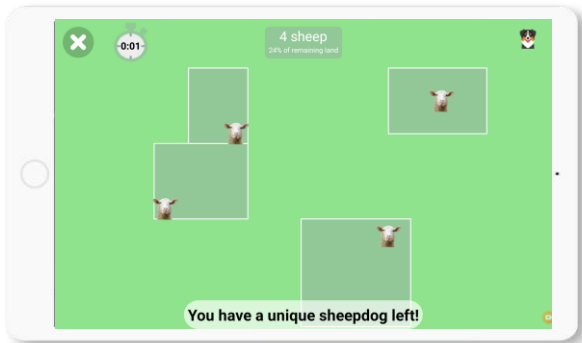 -0:01-
4 sheep
24% of remaining land
You have a unique sheepdog left!